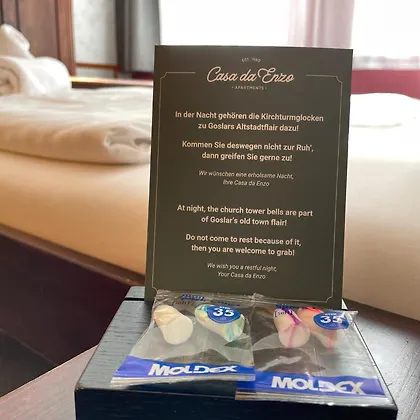 EST. 1990
Casa da Enzo
- APARTMENTS -
In der Nacht gehören die Kirchturmglocken
zu Goslars Altstadtflair dazu!
Kommen Sie deswegen nicht zur Ruh',
dann greifen Sie gerne zu!
Wir wünschen eine erholsame Nacht,
Ihre Casa da Enzo
At night, the church tower bells are part
of Goslar's old town flair!
Do not come to rest because of it,
then you are welcome to grab!
We wish you a restful night,
Your Casa da Enzo
35
35
MOLDEX
MOLDEX